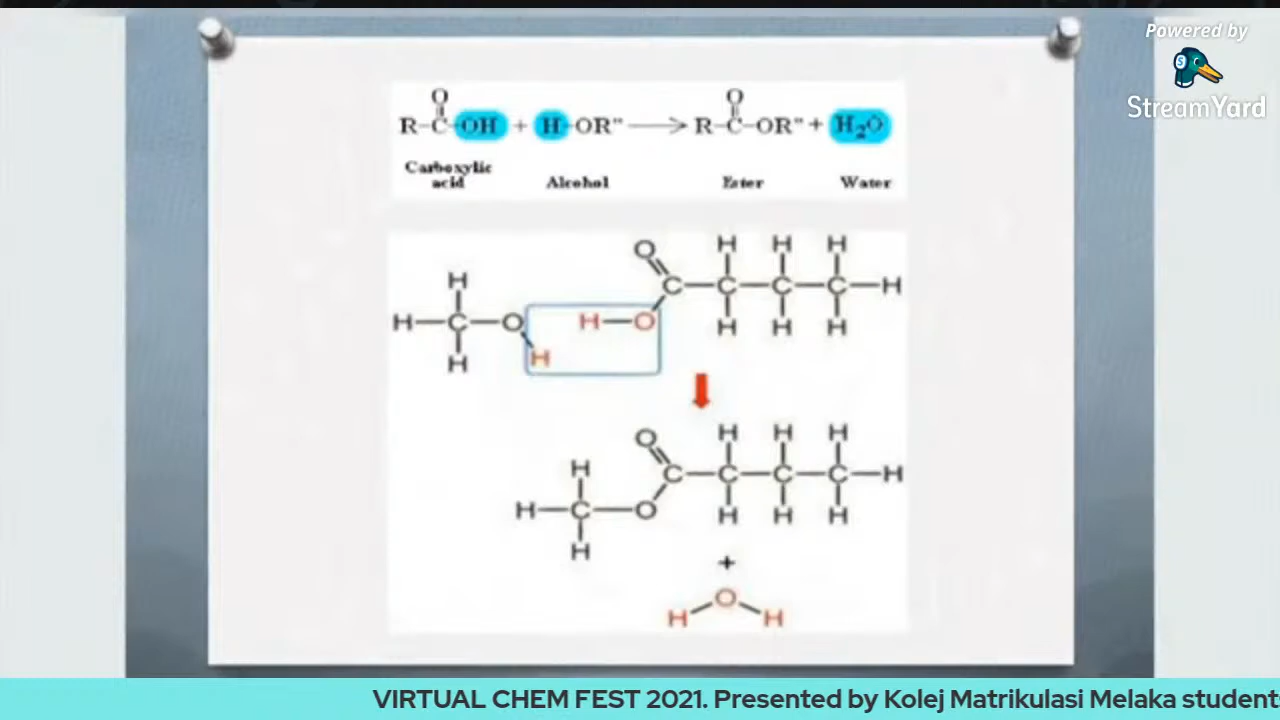 Powered by
StreamYard
O
R-C-OH + H-OR" → R-C-OR" + H₂O
O
Carboxylic
acid
Alcohol
Ester
Water
H
H-C-O
H
H
H-O
O
C-C-C-C-H
H H H
H H H
O
C-C-C-C-H
H H H
H H H
H
H-C-O
H
+
H O H
VIRTUAL CHEM FEST 2021. Presented by Kolej Matrikulasi Melaka student